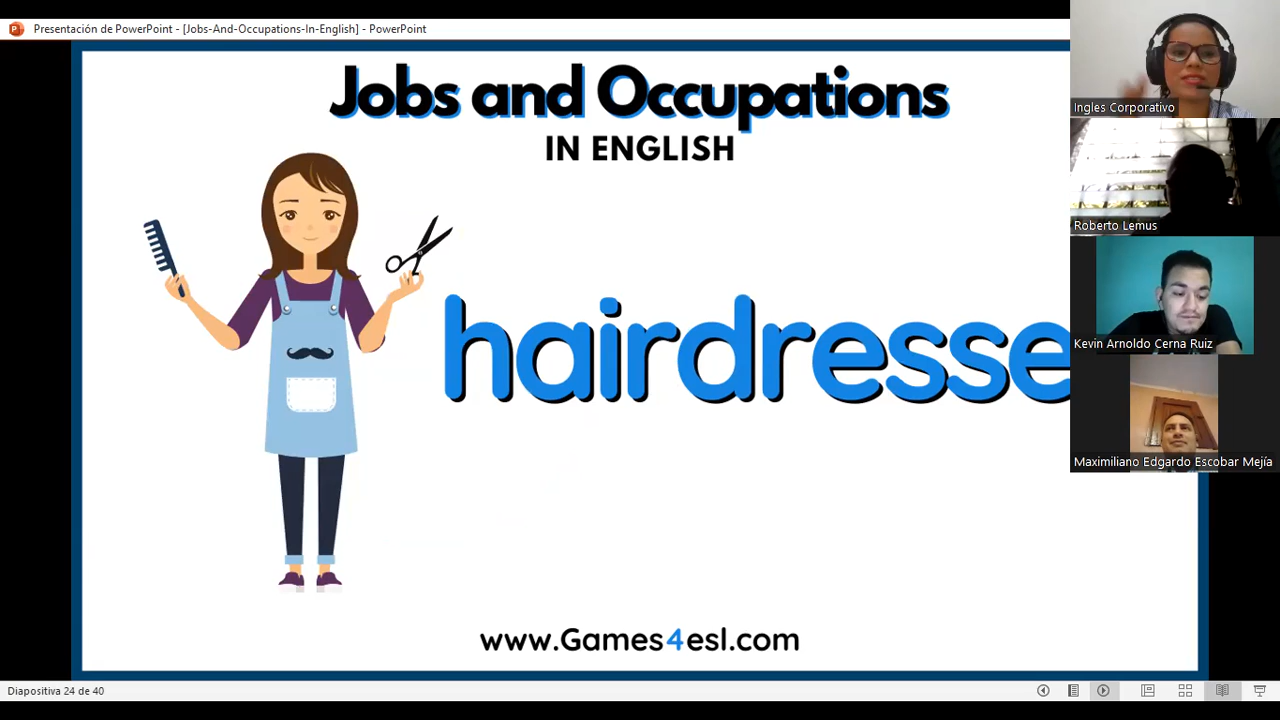 Presentación de PowerPoint - [Jobs-And-Occupations-In-English] - PowerPoint
Jobs and Occupations
IN ENGLISH
hairdresse
www.Games4esl.com
Diapositiva 24 de 40
Ingles Corporativo
Roberto Lemus
Kevin Arnoldo Cerna Ruiz
Maximiliano Edgardo Escobar Mejía